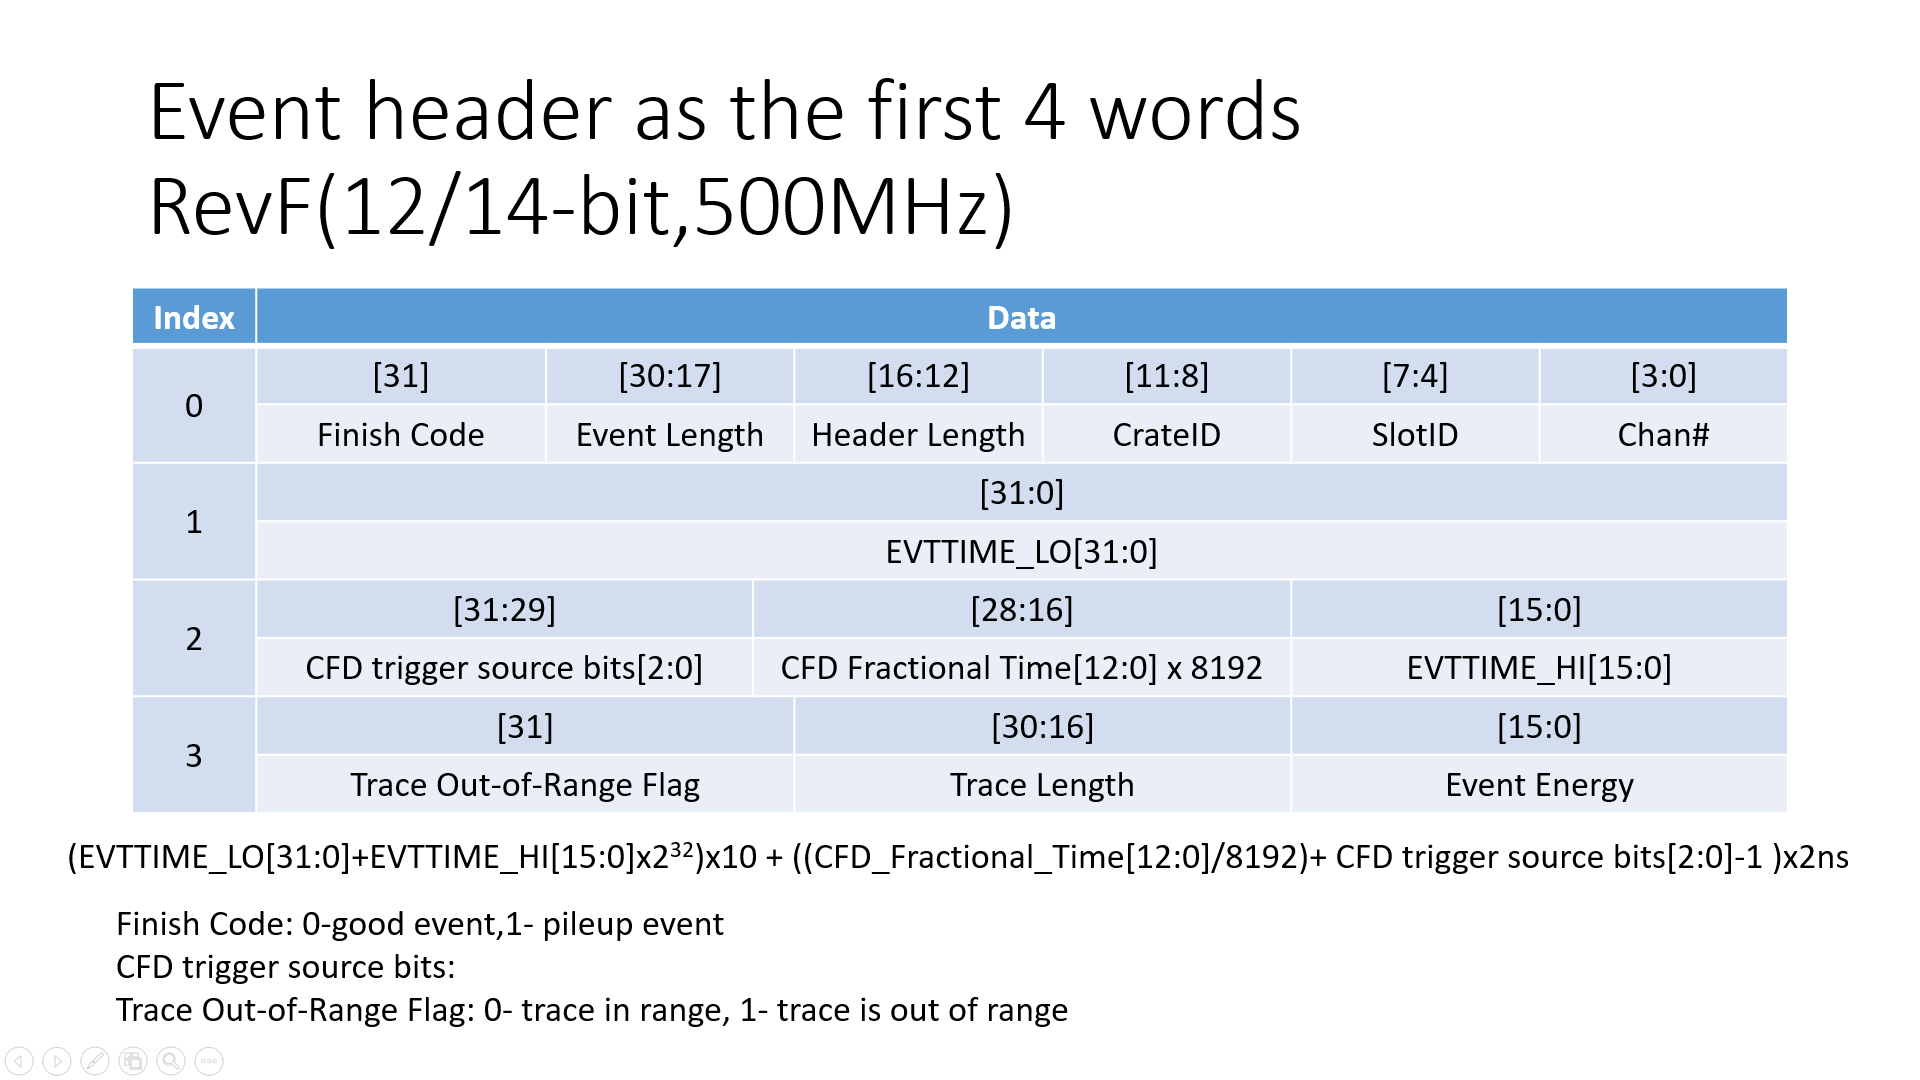 Event header as the first 4 words
RevF(12/14-bit,500MHz)
Index Data
0 [31] [30:17] [16:12] [11:8] [7:4] [3:0]
Finish Code Event Length Header Length CrateID SlotID Chan#
1 [31:0]
EVTTIME_LO[31:0]
2 [31:29] [28:16] [15:0]
CFD trigger source bits[2:0] CFD Fractional Time[12:0] x 8192 EVTTIME_HI[15:0]
3 [31] [30:16] [15:0]
Trace Out-of-Range Flag Trace Length Event Energy
(EVTTIME_LO[31:0]+EVTTIME_HI[15:0]x2³²)x10 + ((CFD_Fractional_Time[12:0]/8192)+ CFD trigger source bits[2:0]-1 )x2ns
Finish Code: 0-good event,1- pileup event
CFD trigger source bits:
Trace Out-of-Range Flag: 0- trace in range, 1- trace is out of range